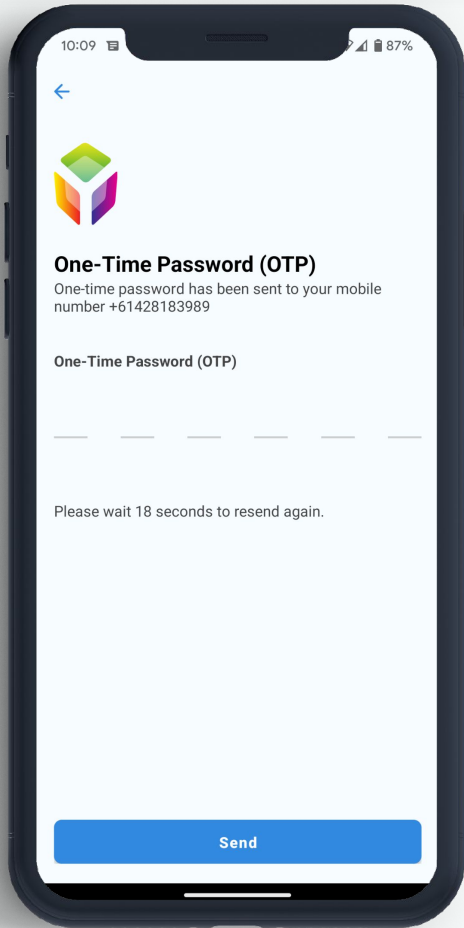 10:09
87%
One-Time Password (OTP)
One-time password has been sent to your mobile
number +61428183989
One-Time Password (OTP)
Please wait 18 seconds to resend again.
Send